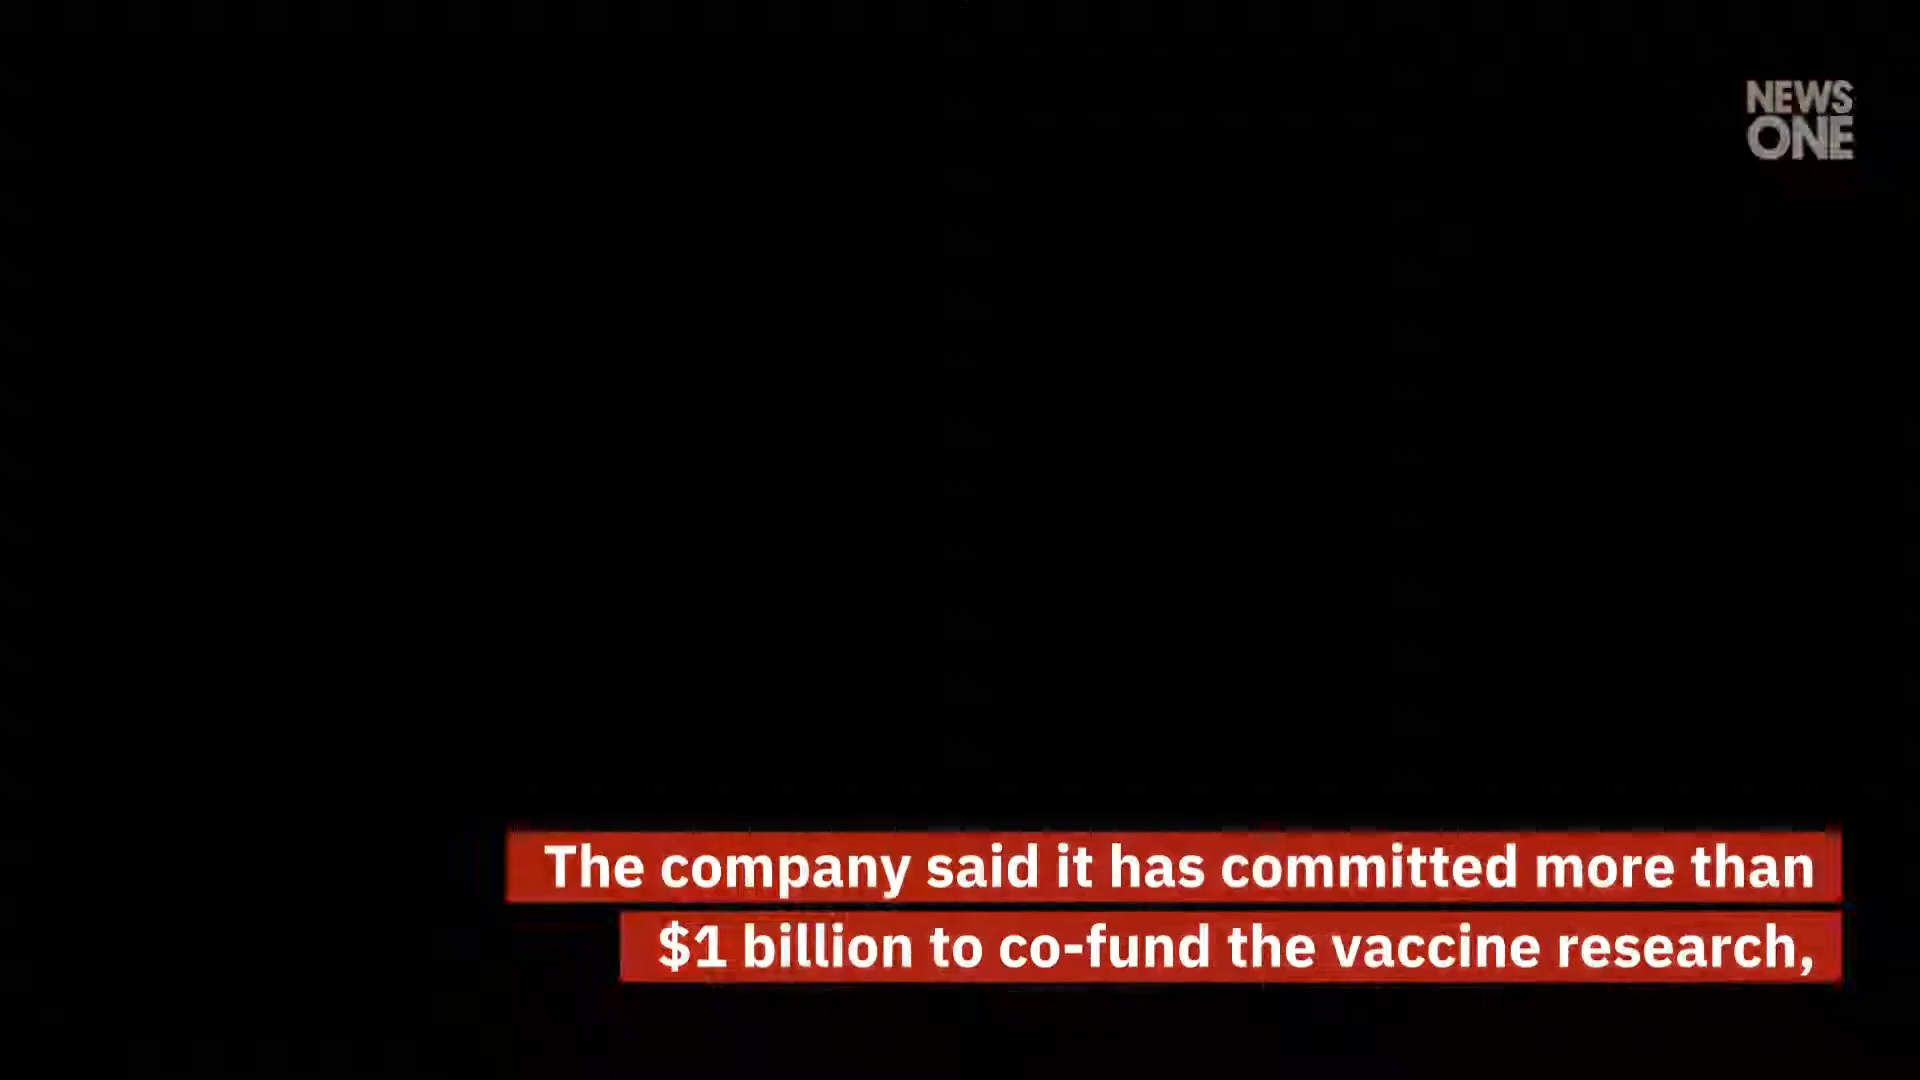 NEWS
ONE
The company said it has committed more than
$1 billion to co-fund the vaccine research,